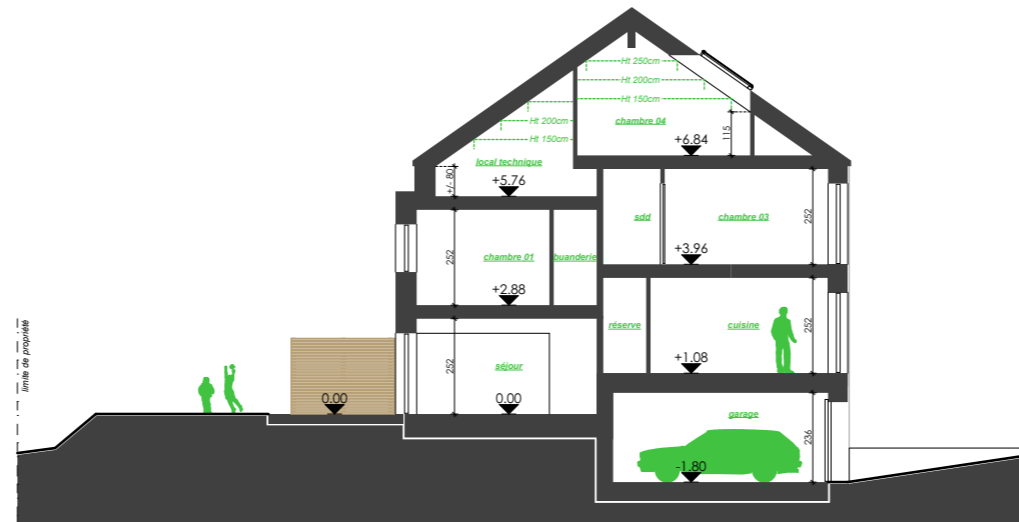 Ht 250cm
Ht 200cm
Ht 150cm
chambre 04
115
+6.84
Ht 200cm
Ht 150cm
local technique
+/- 80
+5.76
252
sdd
chambre 03
+3.96
252
chambre 01
buanderie
+2.88
252
réserve
cuisine
+1.08
limite de propriété
252
séjour
0.00
0.00
garage
236
-1.80